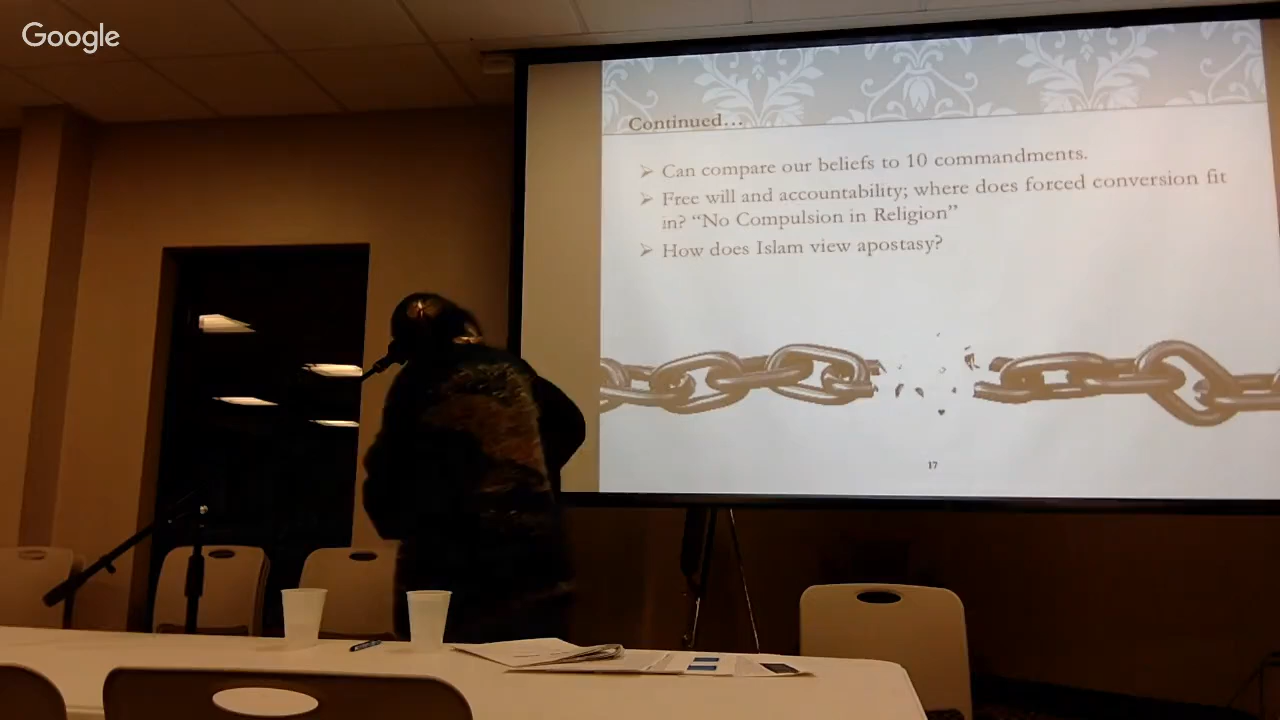 Google
Continued…
Can compare our beliefs to 10 commandments.
Free will and accountability; where does forced conversion fit
in? “No Compulsion in Religion”
How does Islam view apostasy?
17